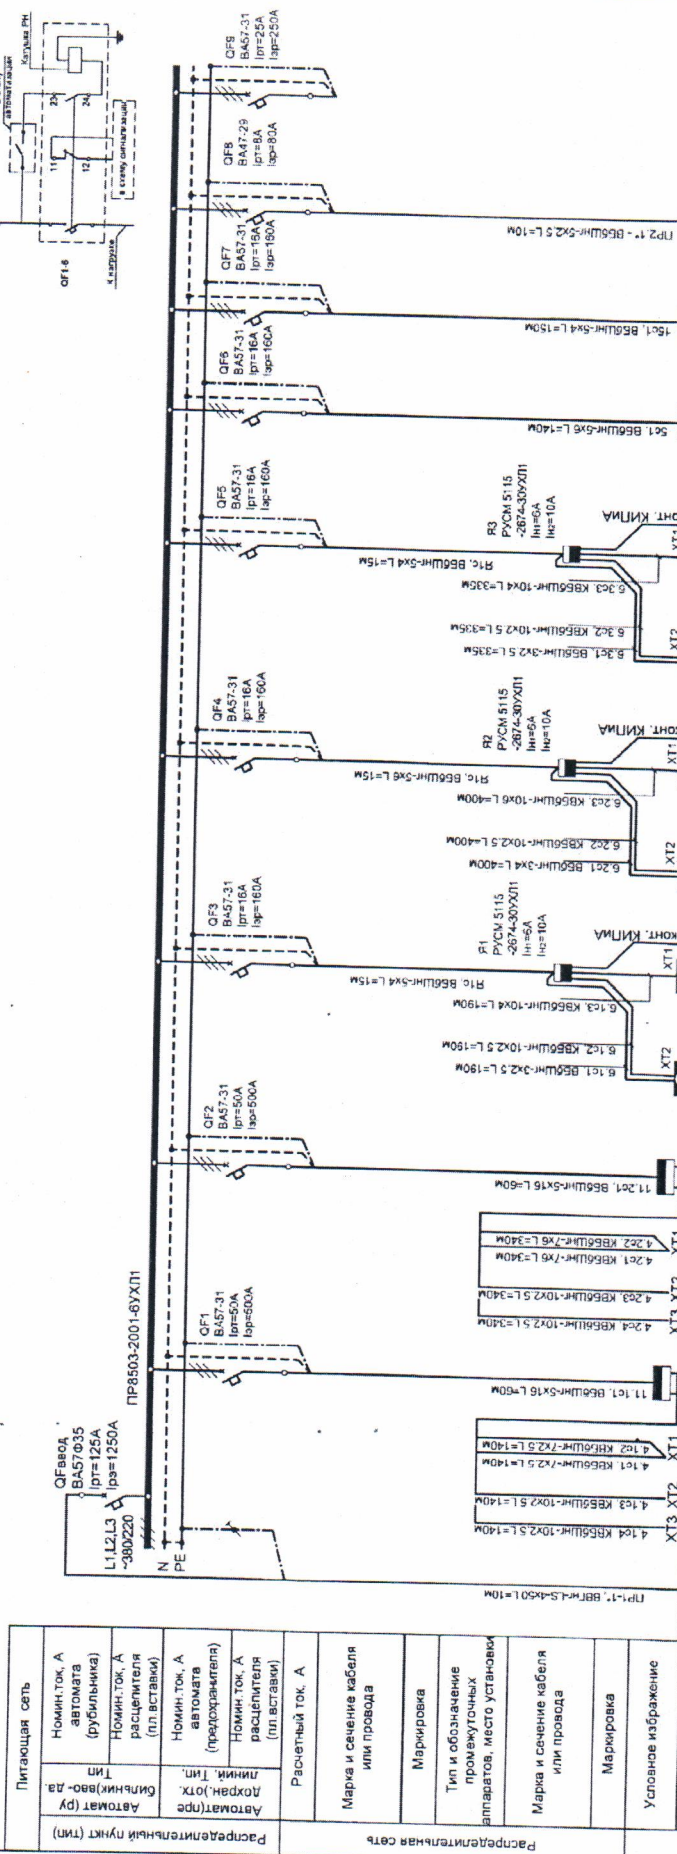 Питающая сеть
Распределительный пункт (тип)
Автомат (ру
бильник)вво- да.
Тип
Номин.ток, А
автомата
(рубильника)
Номин.ток, А
расцепителя
(пл.вставки)
Автомат(пре
дохран.)отх.
линий. Тип.
Номин.ток, А
автомата
(предохранителя)
Номин.ток, А
расцепителя
(пл.вставки)
Распределительная сеть
Расчетный ток, А
Марка и сечение кабеля
или провода
Маркировка
Тип и обозначение
промежуточных
аппаратов, место установки
Марка и сечение кабеля
или провода
Маркировка
Условное избражение
QFввод
ВА57Ф35
Iрт=125А
Iрэ=1250А
L1,L2,L3
~380/220
N
PE
ПР8503-2001-6УХЛ1
ПР1-1", ВВГнг-LS-4х50 L=10м
QF1
ВА57-31
Iрт=50А
Iэр=500А
11.1с1. ВБбШнг-5х16 L=60м
4.1с2. КВБбШнг-7х2.5 L=140м
4.1с1. КВБбШнг-7х2.5 L=140м
4.1с3. КВБбШнг-10х2.5 L=140м
4.1с4. КВБбШнг-10х2.5 L=140м
XT1
XT2
XT3
QF2
ВА57-31
Iрт=50А
Iэр=500А
11.2с1. ВБбШнг-5х16 L=60м
4.2с2. КВБбШнг-7х6 L=340м
4.2с1. КВБбШнг-7х6 L=340м
4.2с3. КВБбШнг-10х2.5 L=340м
4.2с4. КВБбШнг-10х2.5 L=340м
XT1
XT2
XT3
QF3
ВА57-31
Iрт=16А
Iэр=160А
Я1с. ВБбШнг-5х4 L=15м
Я1
РУСМ 5115
-2674-30УХЛ1
Iн1=6А
Iн2=10А
конт. КИПиА
6.1с3. КВБбШнг-10х4 L=190м
6.1с2. КВБбШнг-10х2.5 L=190м
6.1с1. ВБбШнг-3х2.5 L=190м
XT1
XT2
QF4
ВА57-31
Iрт=16А
Iэр=160А
Я1с. ВБбШнг-5х6 L=15м
Я2
РУСМ 5115
-2674-30УХЛ1
Iн1=6А
Iн2=10А
конт. КИПиА
6.2с3. КВБбШнг-10х6 L=400м
6.2с2. КВБбШнг-10х2.5 L=400м
6.2с1. ВБбШнг-3х4 L=400м
XT1
XT2
QF5
ВА57-31
Iрт=16А
Iэр=160А
Я1с. ВБбШнг-5х4 L=15м
Я3
РУСМ 5115
-2674-30УХЛ1
Iн1=6А
Iн2=10А
конт. КИПиА
6.3с3. КВБбШнг-10х4 L=335м
6.3с2. КВБбШнг-10х2.5 L=335м
6.3с1. ВБбШнг-3х2.5 L=335м
XT1
XT2
QF6
ВА57-31
Iрт=16А
Iэр=160А
5с1. ВБбШнг-5х6 L=140м
QF7
ВА57-31
Iрт=16А
Iэр=160А
15с1. ВБбШнг-5х4 L=150м
QF8
ВА47-29
Iрт=8А
Iэр=80А
ПР2.1" - ВБбШнг-5х2.5 L=10м
QF9
ВА57-31
Iрт=25А
Iэр=250А
QF1-6
к нагрузке
11
12
23
24
Катушка РН
автоматизации
в схему сигнализации